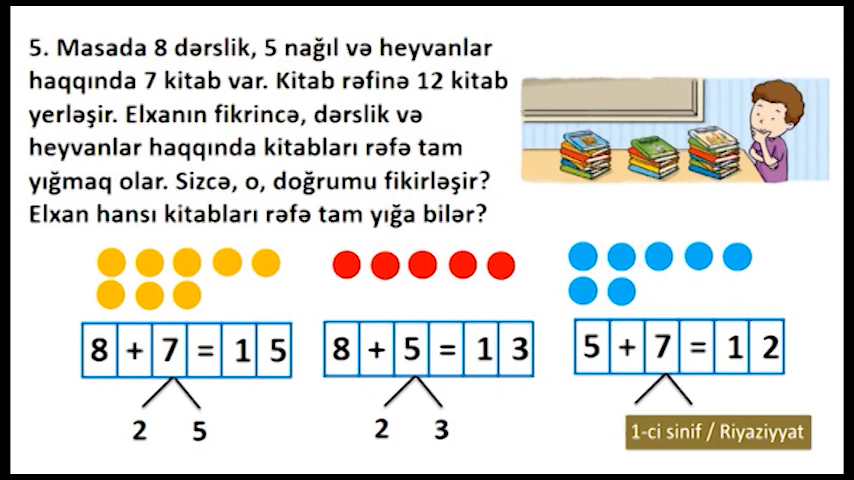 5. Masada 8 dərslik, 5 nağıl və heyvanlar
haqqında 7 kitab var. Kitab rəfinə 12 kitab
yerləşir. Elxanın fikrincə, dərslik və
heyvanlar haqqında kitabları rəfə tam
yığmaq olar. Sizcə, o, doğrumu fikirləşir?
Elxan hansı kitabları rəfə tam yığa bilər?
8 + 7 = 1 5
2 5
8 + 5 = 1 3
2 3
5 + 7 = 1 2
1-ci sinif / Riyaziyyat